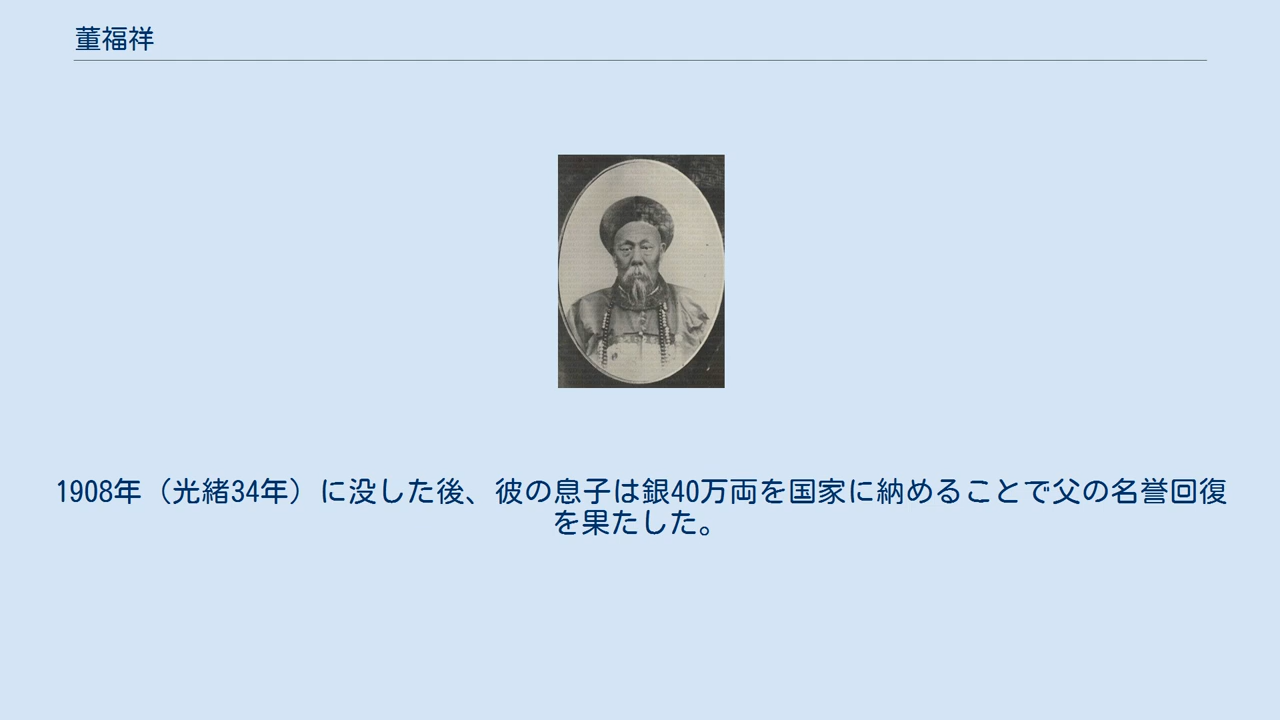 董福祥
1908年（光緒34年）に没した後、彼の息子は銀40万両を国家に納めることで父の名誉回復
を果たした。